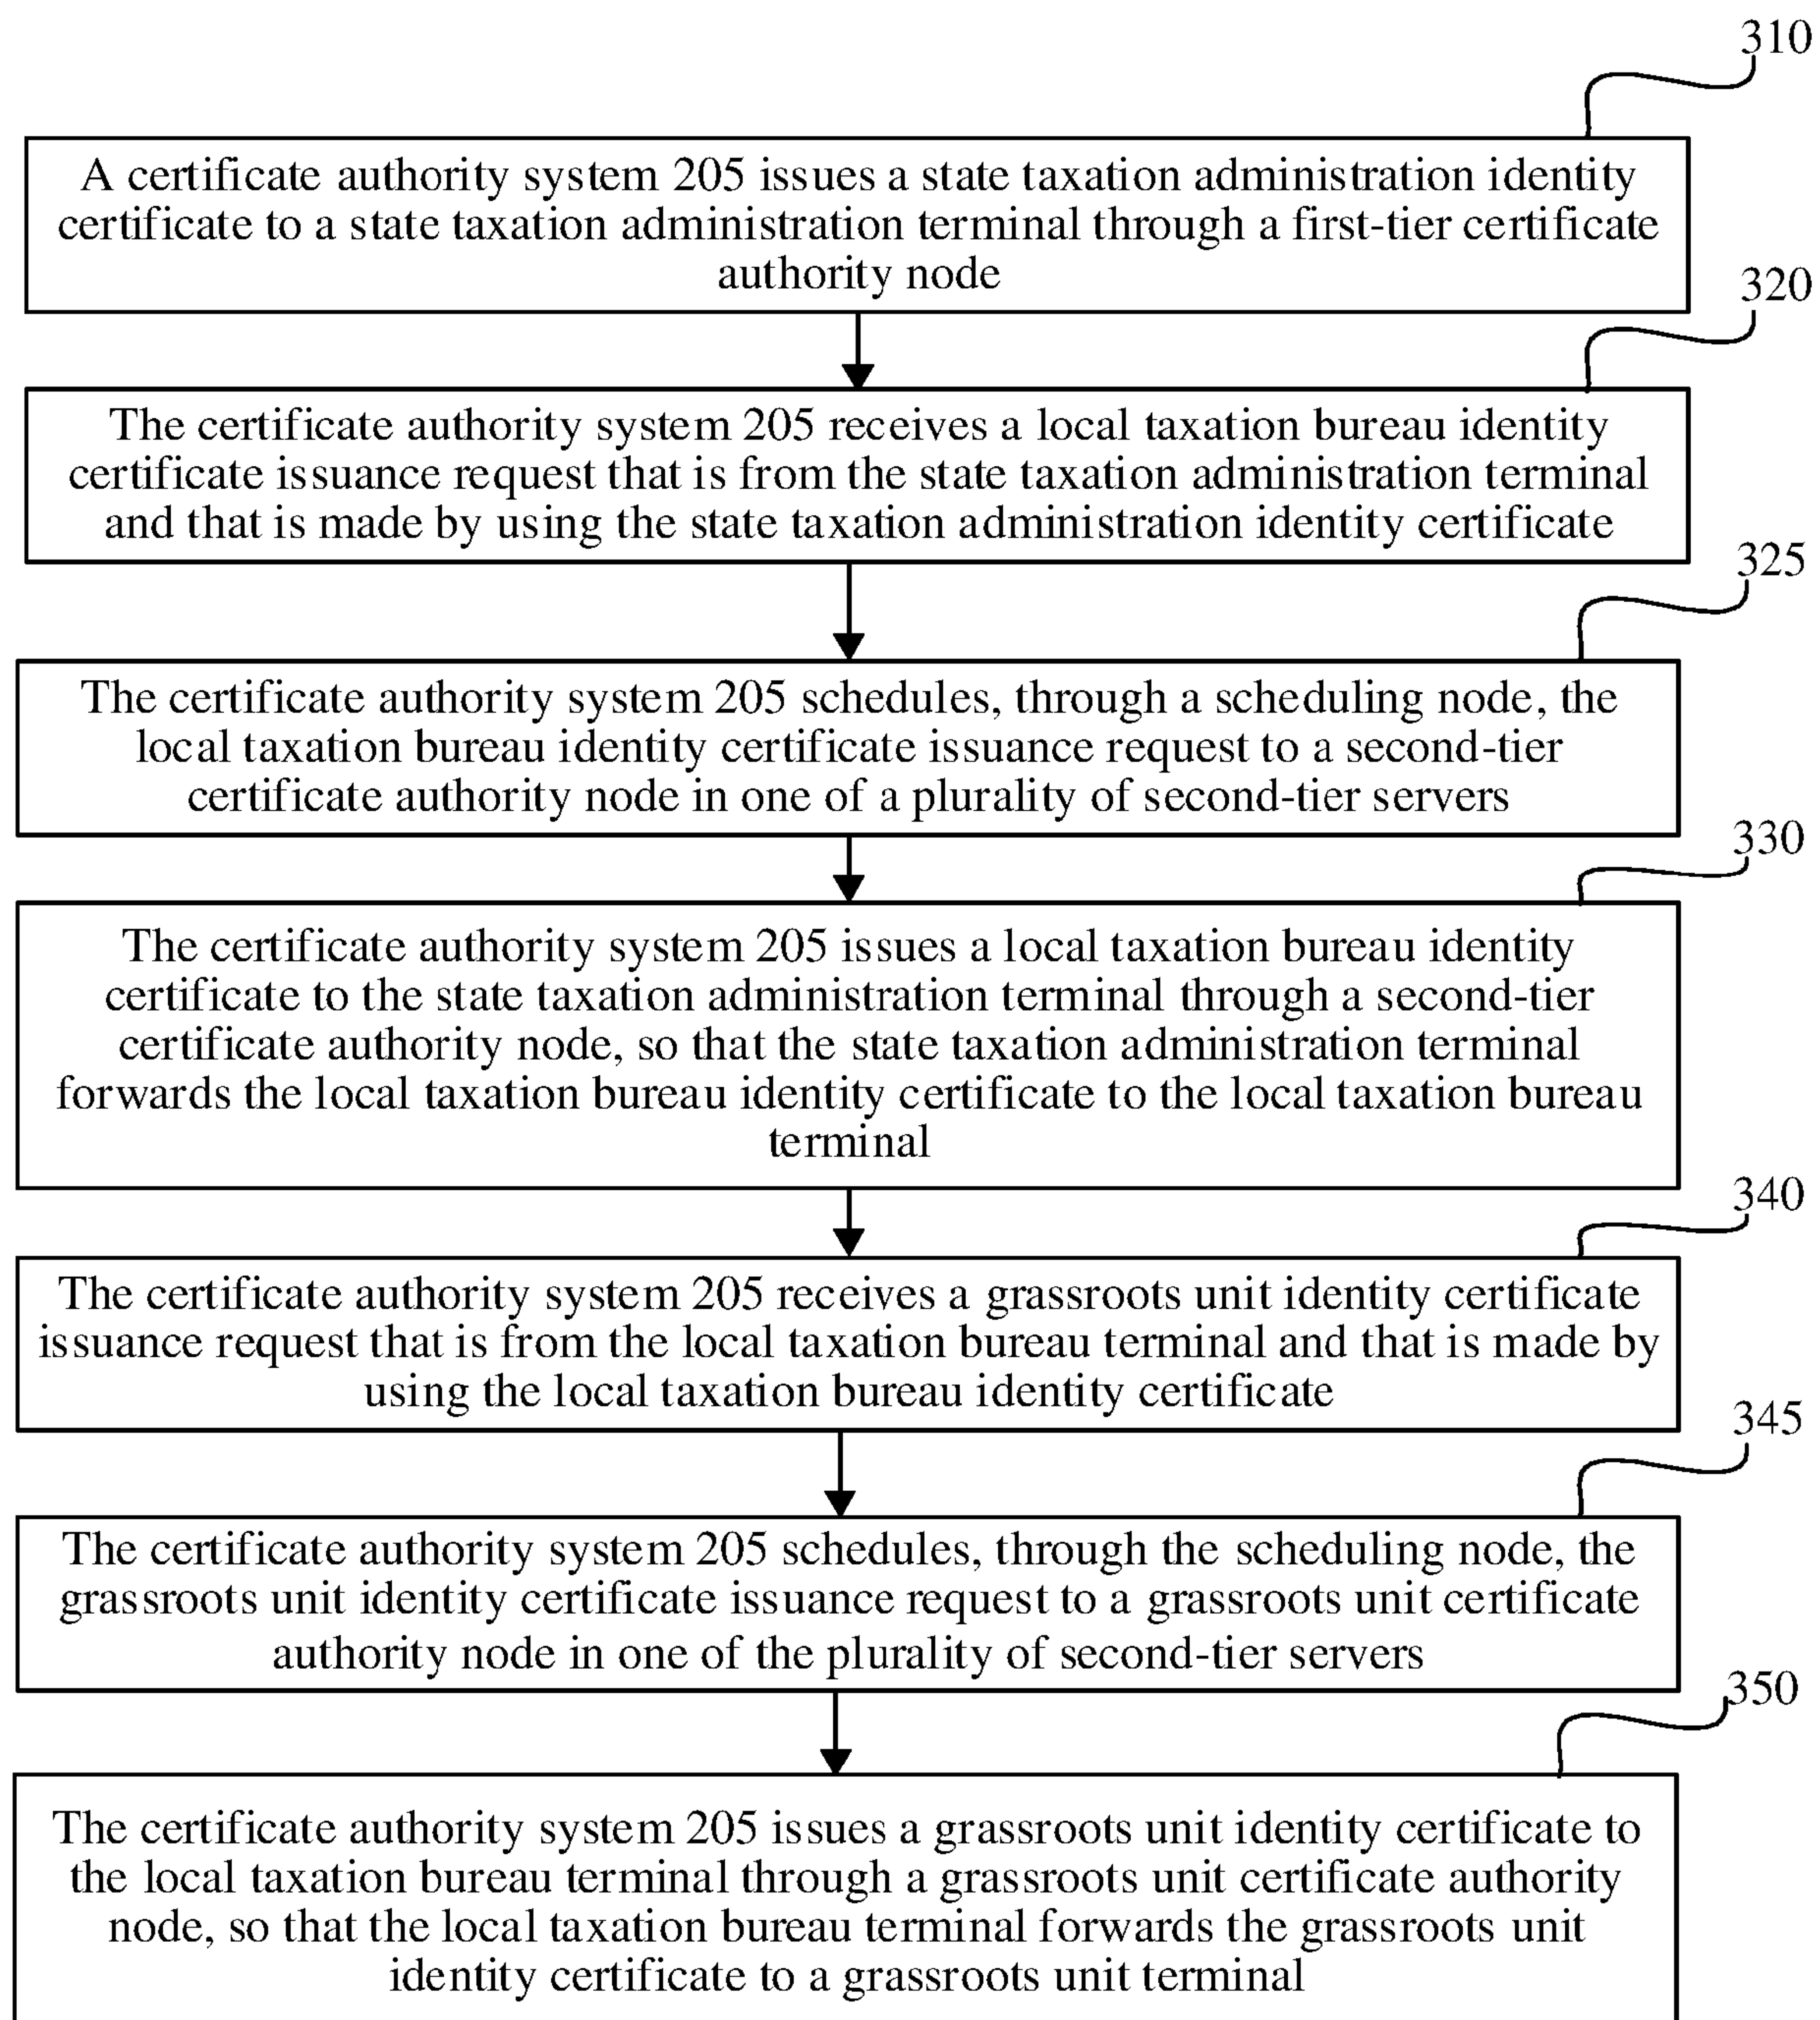 310
A certificate authority system 205 issues a state taxation administration identity
certificate to a state taxation administration terminal through a first-tier certificate
authority node
320
The certificate authority system 205 receives a local taxation bureau identity
certificate issuance request that is from the state taxation administration terminal
and that is made by using the state taxation administration identity certificate
325
The certificate authority system 205 schedules, through a scheduling node, the
local taxation bureau identity certificate issuance request to a second-tier
certificate authority node in one of a plurality of second-tier servers
330
The certificate authority system 205 issues a local taxation bureau identity
certificate to the state taxation administration terminal through a second-tier
certificate authority node, so that the state taxation administration terminal
forwards the local taxation bureau identity certificate to the local taxation bureau
terminal
340
The certificate authority system 205 receives a grassroots unit identity certificate
issuance request that is from the local taxation bureau terminal and that is made by
using the local taxation bureau identity certificate
345
The certificate authority system 205 schedules, through the scheduling node, the
grassroots unit identity certificate issuance request to a grassroots unit certificate
authority node in one of the plurality of second-tier servers
350
The certificate authority system 205 issues a grassroots unit identity certificate to
the local taxation bureau terminal through a grassroots unit certificate authority
node, so that the local taxation bureau terminal forwards the grassroots unit
identity certificate to a grassroots unit terminal